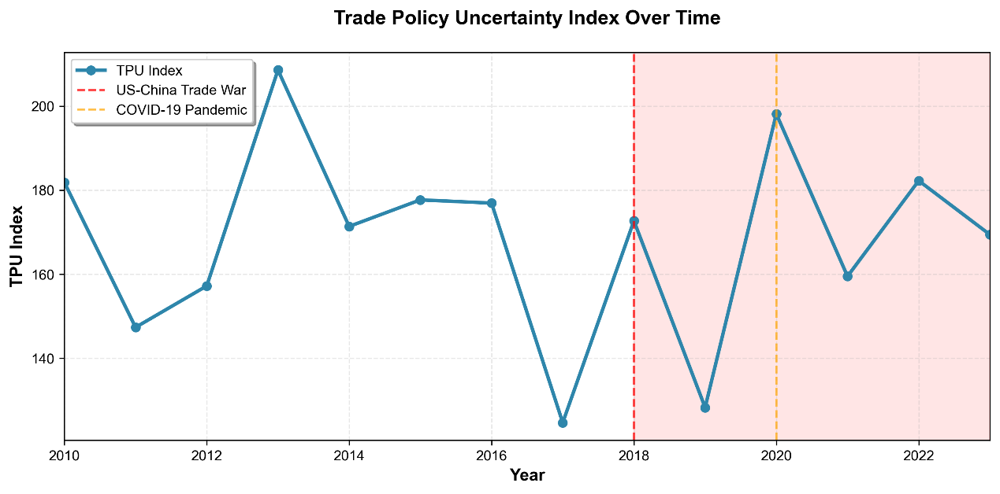 Trade Policy Uncertainty Index Over Time
TPU Index
US-China Trade War
COVID-19 Pandemic
200
180
160
140
TPU Index
2010 2012 2014 2016 2018 2020 2022
Year